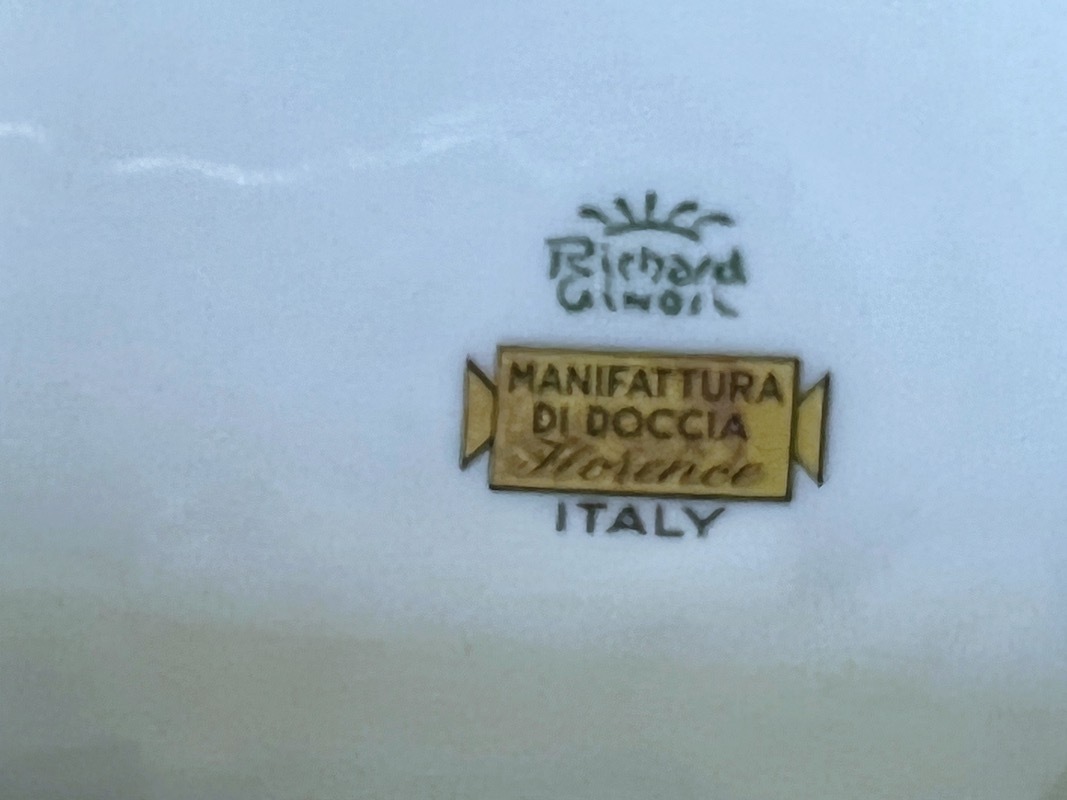 Richard
Ginori
MANIFATTURA
DI DOCCIA
Florence
ITALY